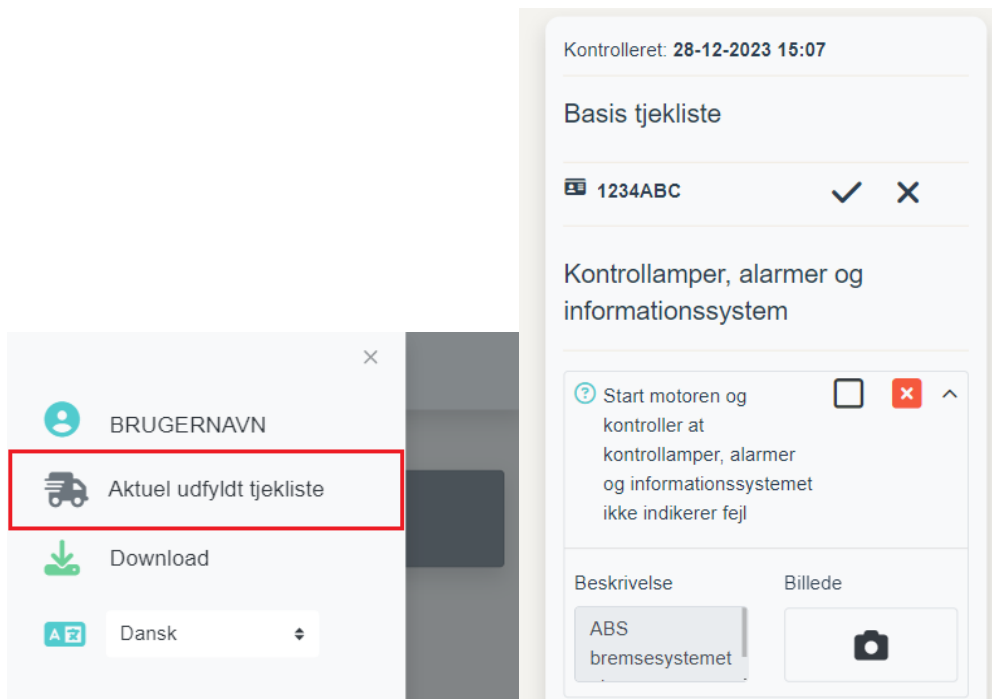 BRUGERNAVN
Aktuel udfyldt tjekliste
Download
Dansk
Kontrolleret: 28-12-2023 15:07
Basis tjekliste
1234ABC
Kontrollamper, alarmer og
informationssystem
Start motoren og
kontroller at
kontrollamper, alarmer
og informationssystemet
ikke indikerer fejl
Beskrivelse
Billede
ABS
bremsesystemet